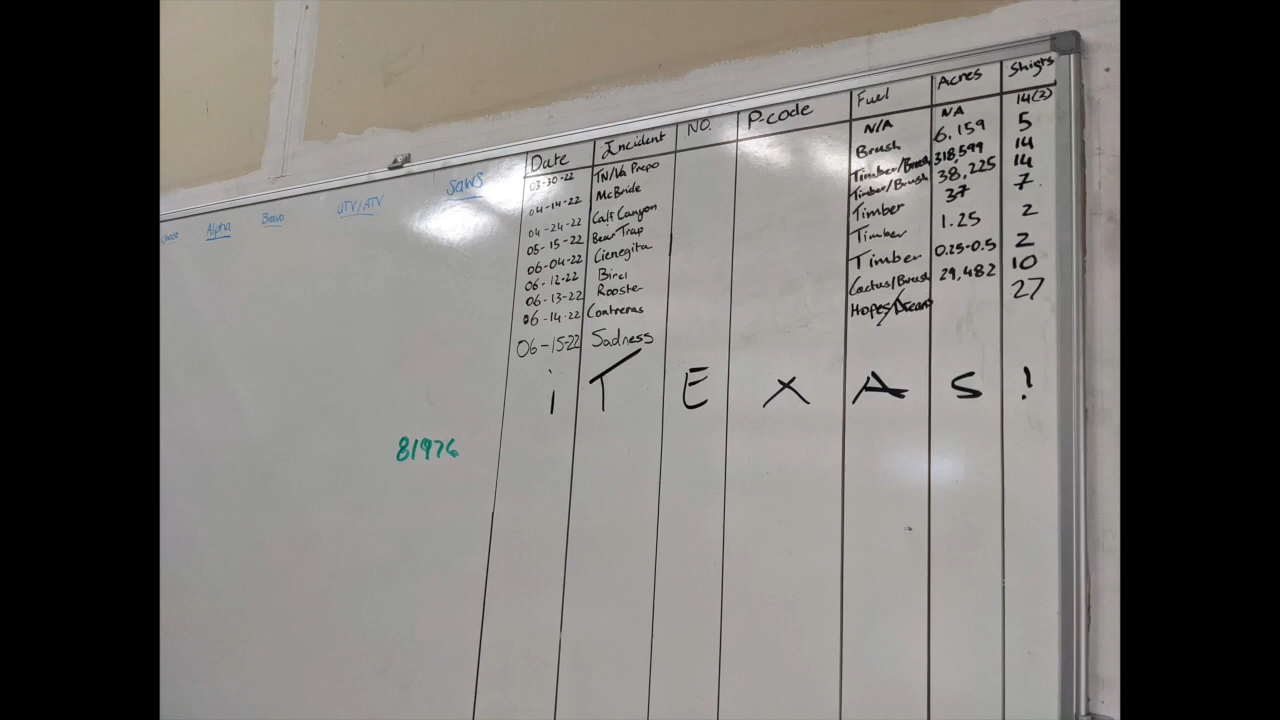 Chase Alpha Bravo UTV/ATV Saws
Date Incident NO. P-code Fuel Acres Shigts
03-30-22 TN/Va Prepo N/A NA 14(2)
04-14-22 McBride Brush 6,159 5
04-24-22 Calf Canyon Timber/Brush 318,599 14
05-15-22 Bear Trap Timber/Brush 38,225 14
06-04-22 Cienegita Timber 37 7
06-12-22 Bird Timber 1.25 2
06-13-22 Rooster Timber 0.25-0.5 2
06-14-22 Contreras Cactus/Brush 29,482 10
06-15-22 Sadness Hopes/Dreams 27
¡TEXAS!
81976